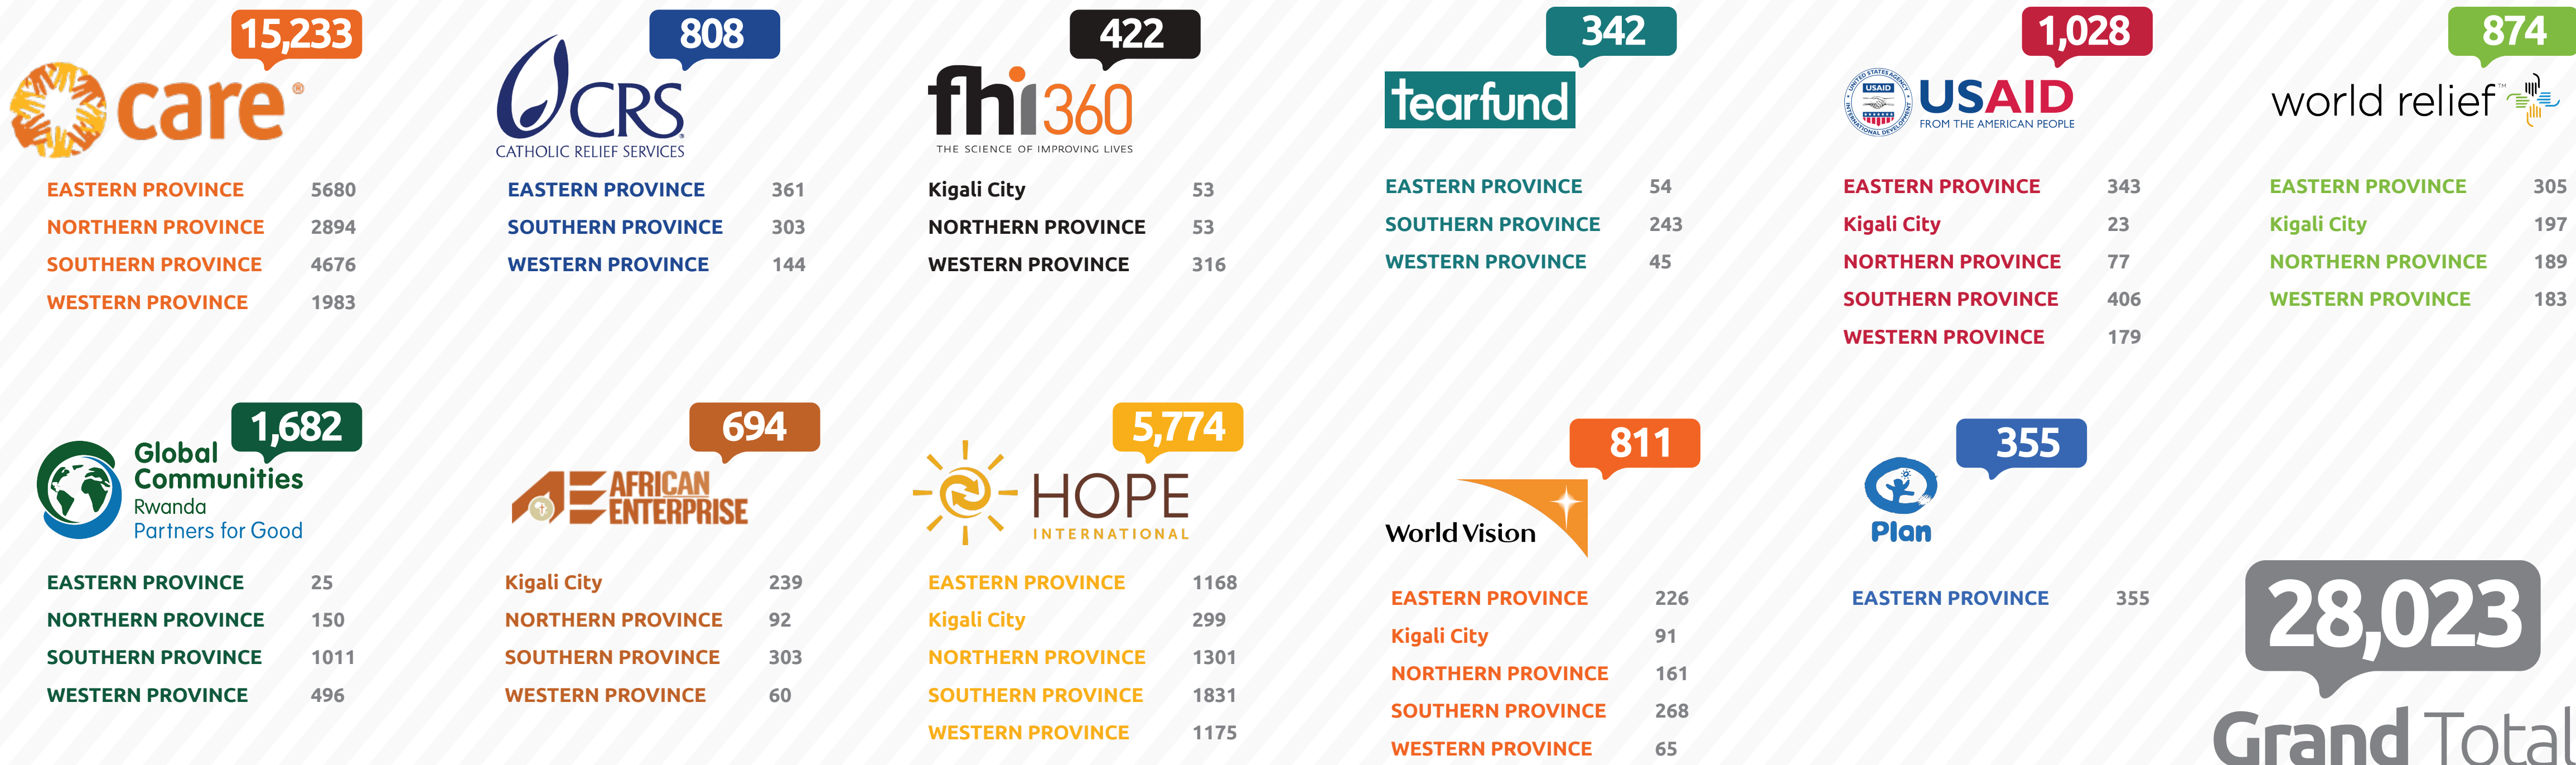 15,233
care®
EASTERN PROVINCE 5680
NORTHERN PROVINCE 2894
SOUTHERN PROVINCE 4676
WESTERN PROVINCE 1983
808
CRS
CATHOLIC RELIEF SERVICES
EASTERN PROVINCE 361
SOUTHERN PROVINCE 303
WESTERN PROVINCE 144
422
fhi360
THE SCIENCE OF IMPROVING LIVES
Kigali City 53
NORTHERN PROVINCE 53
WESTERN PROVINCE 316
342
tearfund
EASTERN PROVINCE 54
SOUTHERN PROVINCE 243
WESTERN PROVINCE 45
1,028
UNITED STATES AGENCY
USAID
INTERNATIONAL DEVELOPMENT
USAID
FROM THE AMERICAN PEOPLE
EASTERN PROVINCE 343
Kigali City 23
NORTHERN PROVINCE 77
SOUTHERN PROVINCE 406
WESTERN PROVINCE 179
874
world relief™
EASTERN PROVINCE 305
Kigali City 197
NORTHERN PROVINCE 189
WESTERN PROVINCE 183
1,682
Global
Communities
Rwanda
Partners for Good
EASTERN PROVINCE 25
NORTHERN PROVINCE 150
SOUTHERN PROVINCE 1011
WESTERN PROVINCE 496
694
AE AFRICAN
ENTERPRISE
Kigali City 239
NORTHERN PROVINCE 92
SOUTHERN PROVINCE 303
WESTERN PROVINCE 60
5,774
HOPE
INTERNATIONAL
EASTERN PROVINCE 1168
Kigali City 299
NORTHERN PROVINCE 1301
SOUTHERN PROVINCE 1831
WESTERN PROVINCE 1175
811
World Vision
EASTERN PROVINCE 226
Kigali City 91
NORTHERN PROVINCE 161
SOUTHERN PROVINCE 268
WESTERN PROVINCE 65
355
Plan
EASTERN PROVINCE 355
28,023
Grand Total